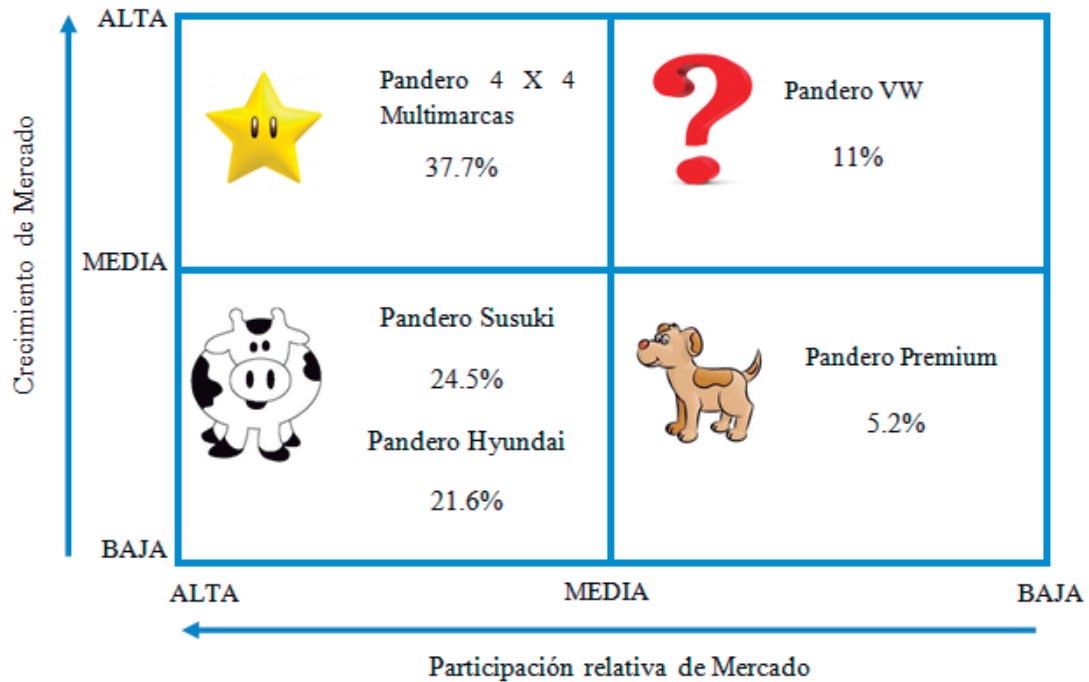 ALTA
Pandero 4 X 4
Multimarcas
37.7%
Pandero VW
11%
Crecimiento de Mercado
MEDIA
Pandero Susuki
24.5%
Pandero Hyundai
21.6%
Pandero Premium
5.2%
BAJA
ALTA
MEDIA
BAJA
Participación relativa de Mercado